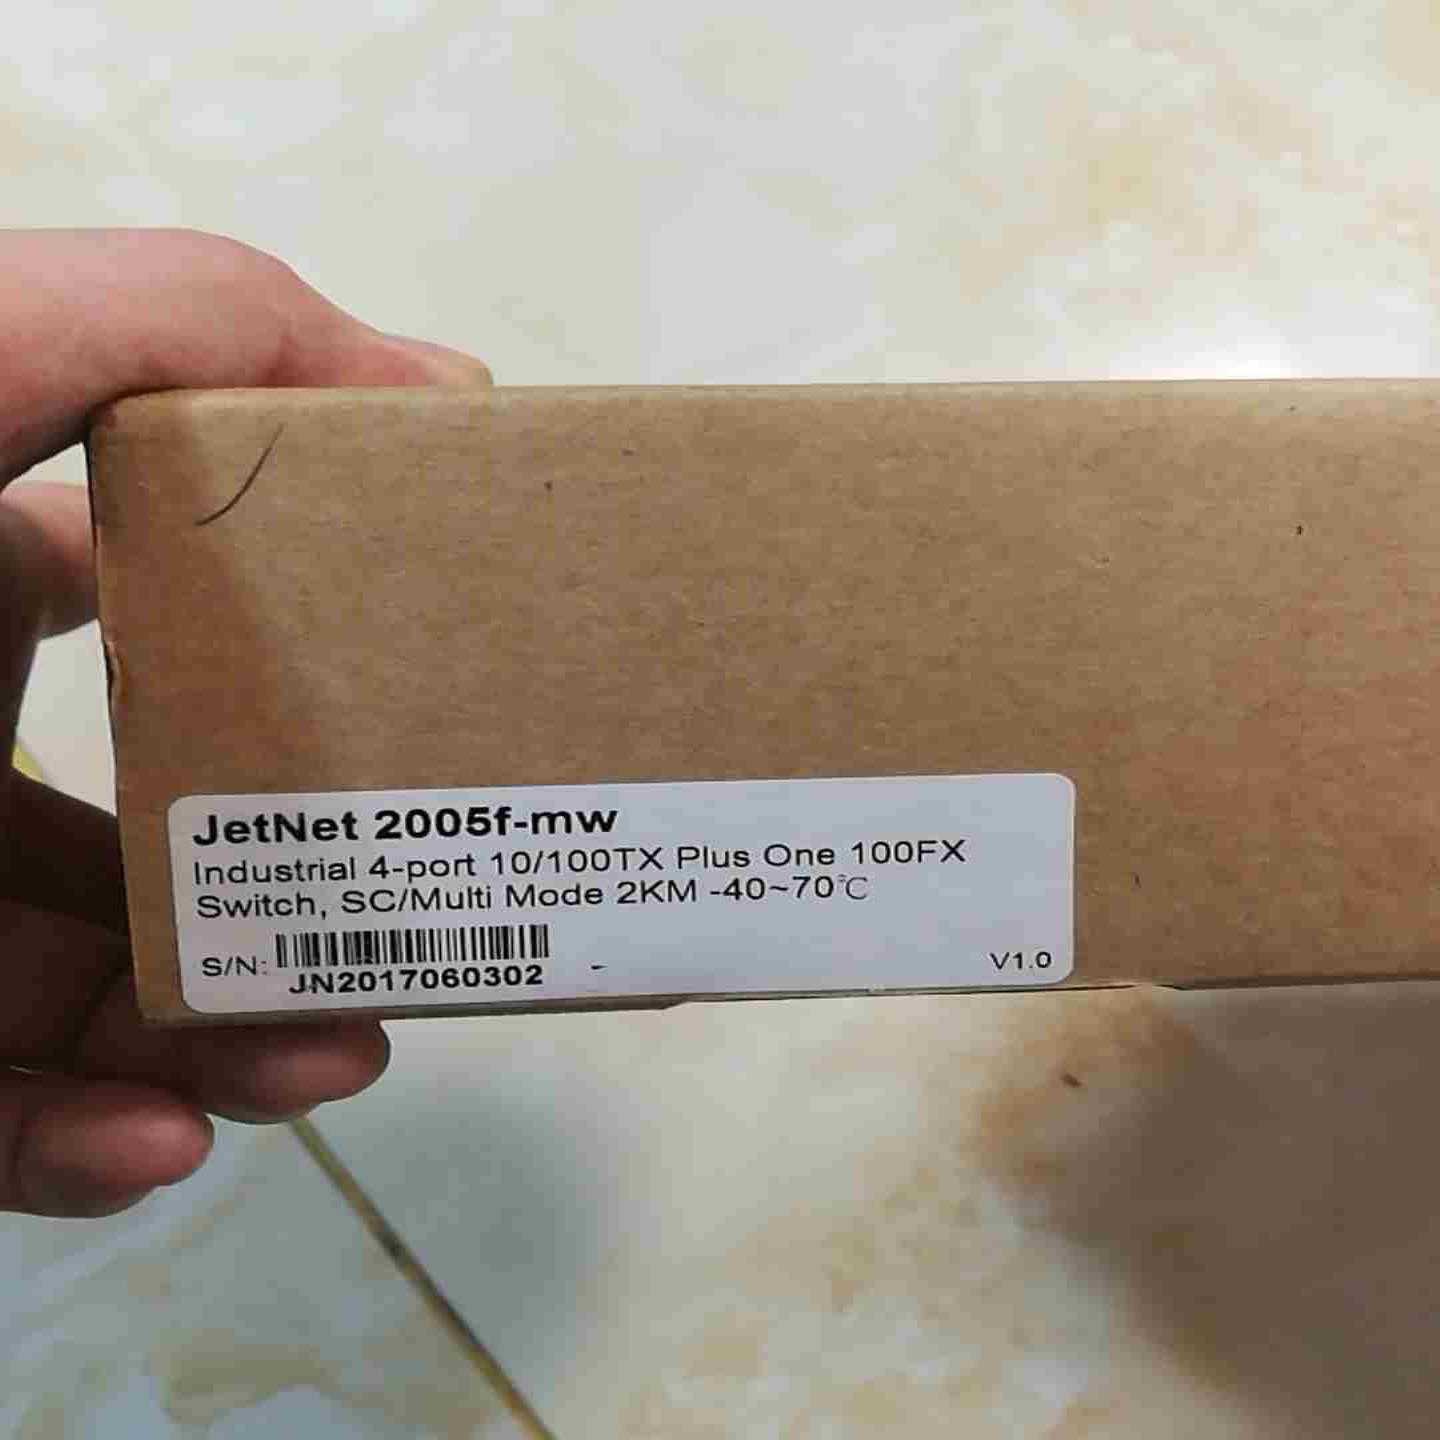 JetNet 2005f-mw
Industrial 4-port 10/100TX Plus One 100FX
Switch, SC/Multi Mode 2KM -40~70℃
S/N:
JN2017060302
V1.0